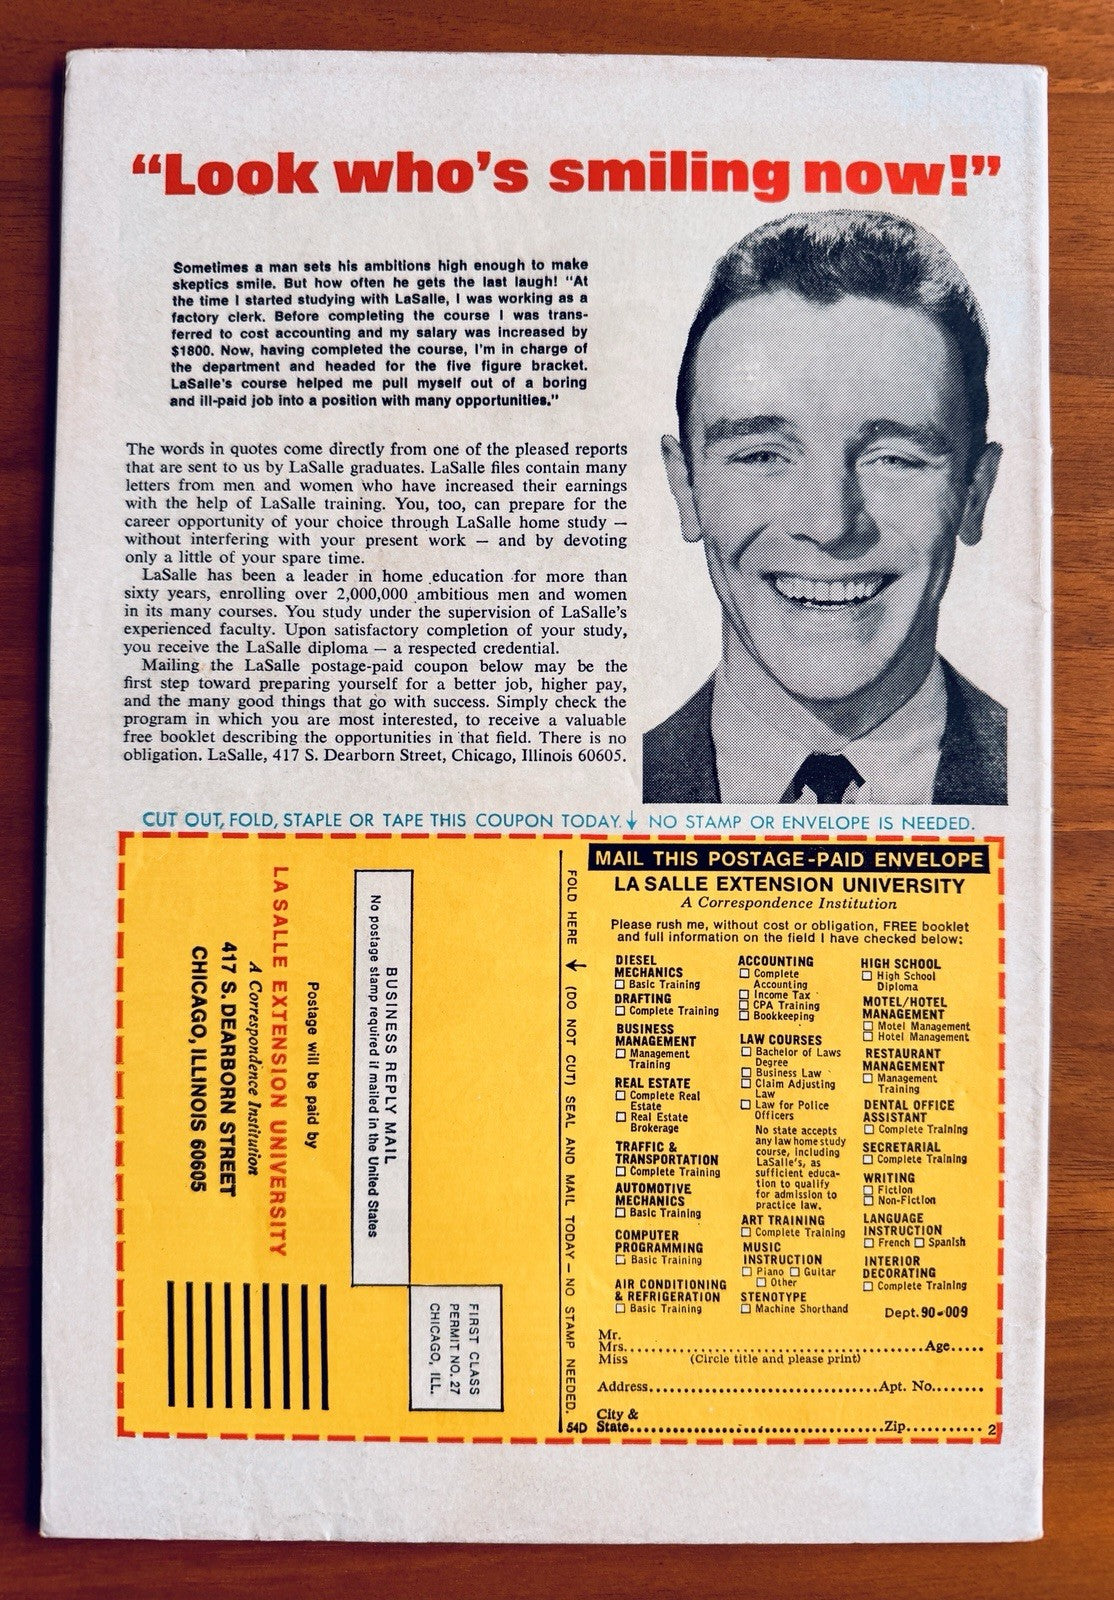 “Look who’s smiling now!”
Sometimes a man sets his ambitions high enough to make
skeptics smile. But how often he gets the last laugh! “At
the time I started studying with LaSalle, I was working as a
factory clerk. Before completing the course I was trans-
ferred to cost accounting and my salary was increased by
$1800. Now, having completed the course, I’m in charge of
the department and headed for the five figure bracket.
LaSalle’s course helped me pull myself out of a boring
and ill-paid job into a position with many opportunities.”
The words in quotes come directly from one of the pleased reports
that are sent to us by LaSalle graduates. LaSalle files contain many
letters from men and women who have increased their earnings
with the help of LaSalle training. You, too, can prepare for the
career opportunity of your choice through LaSalle home study —
without interfering with your present work — and by devoting
only a little of your spare time.
LaSalle has been a leader in home education for more than
sixty years, enrolling over 2,000,000 ambitious men and women
in its many courses. You study under the supervision of LaSalle’s
experienced faculty. Upon satisfactory completion of your study,
you receive the LaSalle diploma — a respected credential.
Mailing the LaSalle postage-paid coupon below may be the
first step toward preparing yourself for a better job, higher pay,
and the many good things that go with success. Simply check the
program in which you are most interested, to receive a valuable
free booklet describing the opportunities in that field. There is no
obligation. LaSalle, 417 S. Dearborn Street, Chicago, Illinois 60605.
CUT OUT, FOLD, STAPLE OR TAPE THIS COUPON TODAY. ↓ NO STAMP OR ENVELOPE IS NEEDED.
FIRST CLASS
PERMIT NO. 27
CHICAGO, ILL.
BUSINESS REPLY MAIL
No postage stamp required if mailed in the United States
Postage will be paid by
LA SALLE EXTENSION UNIVERSITY
A Correspondence Institution
417 S. DEARBORN STREET
CHICAGO, ILLINOIS 60605
FOLD HERE ↓ (DO NOT CUT) SEAL AND MAIL TODAY — NO STAMP NEEDED.
54D
MAIL THIS POSTAGE-PAID ENVELOPE
LA SALLE EXTENSION UNIVERSITY
A Correspondence Institution
Please rush me, without cost or obligation, FREE booklet
and full information on the field I have checked below:
DIESEL
MECHANICS
☐ Basic Training
DRAFTING
☐ Complete Training
BUSINESS
MANAGEMENT
☐ Management
Training
REAL ESTATE
☐ Complete Real
Estate
☐ Real Estate
Brokerage
TRAFFIC &
TRANSPORTATION
☐ Complete Training
AUTOMOTIVE
MECHANICS
☐ Basic Training
COMPUTER
PROGRAMMING
☐ Basic Training
AIR CONDITIONING
& REFRIGERATION
☐ Basic Training
ACCOUNTING
☐ Complete
Accounting
☐ Income Tax
☐ CPA Training
☐ Bookkeeping
LAW COURSES
☐ Bachelor of Laws
Degree
☐ Business Law
☐ Claim Adjusting
Law
☐ Law for Police
Officers
No state accepts
any law home study
course, including
LaSalle’s, as
sufficient educa-
tion to qualify
for admission to
practice law.
ART TRAINING
☐ Complete Training
MUSIC
INSTRUCTION
☐ Piano ☐ Guitar
☐ Other
STENOTYPE
☐ Machine Shorthand
HIGH SCHOOL
☐ High School
Diploma
MOTEL/HOTEL
MANAGEMENT
☐ Motel Management
☐ Hotel Management
RESTAURANT
MANAGEMENT
☐ Management
Training
DENTAL OFFICE
ASSISTANT
☐ Complete Training
SECRETARIAL
☐ Complete Training
WRITING
☐ Fiction
☐ Non-Fiction
LANGUAGE
INSTRUCTION
☐ French ☐ Spanish
INTERIOR
DECORATING
☐ Complete Training
Dept. 90-009
Mr.
Mrs. Age
Miss (Circle title and please print)
Address Apt. No.
City &
State Zip 2